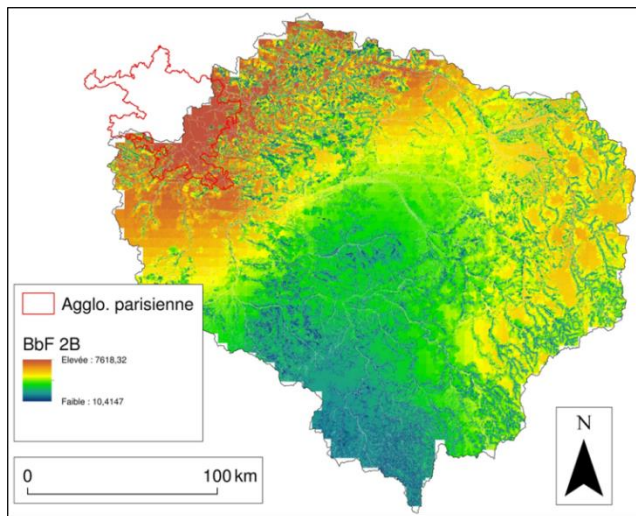 Agglo. parisienne
BbF 2B
Elevée : 7618,32
Faible : 10,4147
0 100 km
N